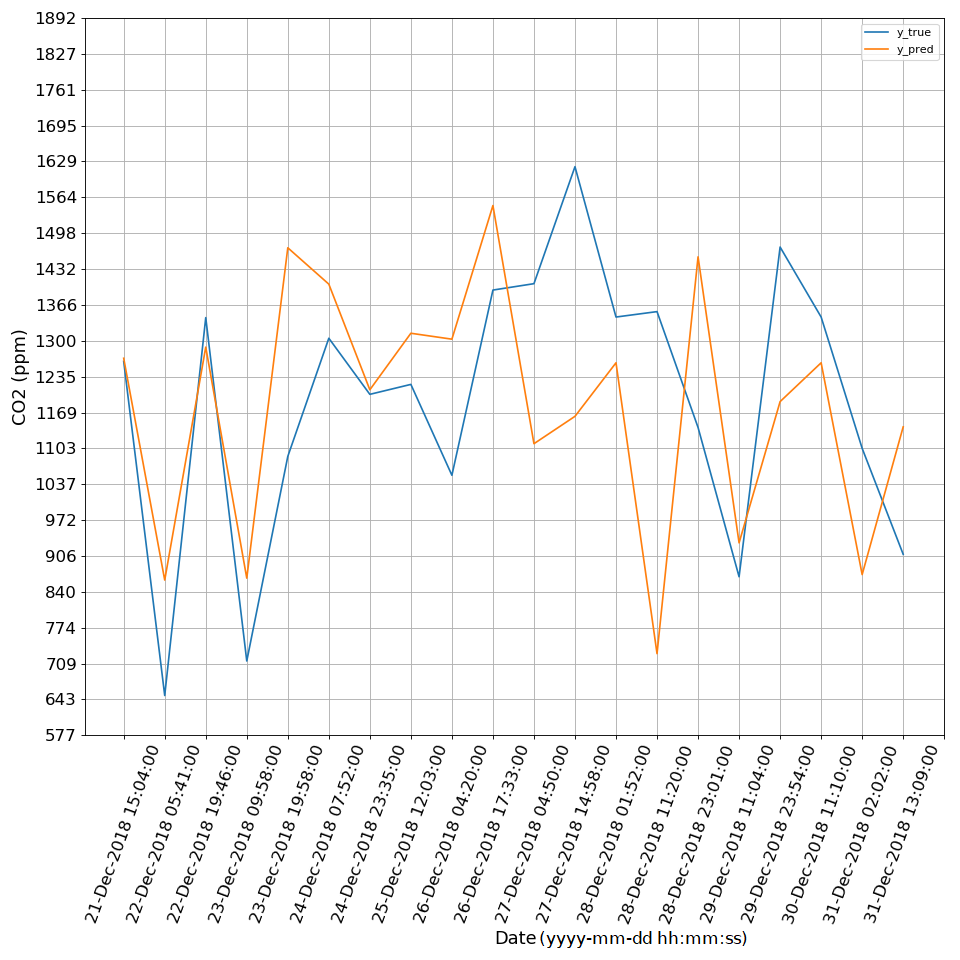 y_true
y_pred
1892
1827
1761
1695
1629
1564
1498
1432
1366
1300
1235
1169
1103
1037
972
906
840
774
709
643
577
CO2 (ppm)
21-Dec-2018 15:04:00
22-Dec-2018 05:41:00
22-Dec-2018 19:46:00
23-Dec-2018 09:58:00
23-Dec-2018 19:58:00
24-Dec-2018 07:52:00
24-Dec-2018 23:35:00
25-Dec-2018 12:03:00
26-Dec-2018 04:20:00
26-Dec-2018 17:33:00
27-Dec-2018 04:50:00
27-Dec-2018 14:58:00
28-Dec-2018 01:52:00
28-Dec-2018 11:20:00
28-Dec-2018 23:01:00
29-Dec-2018 11:04:00
29-Dec-2018 23:54:00
30-Dec-2018 11:10:00
31-Dec-2018 02:02:00
31-Dec-2018 13:09:00
Date (yyyy-mm-dd hh:mm:ss)